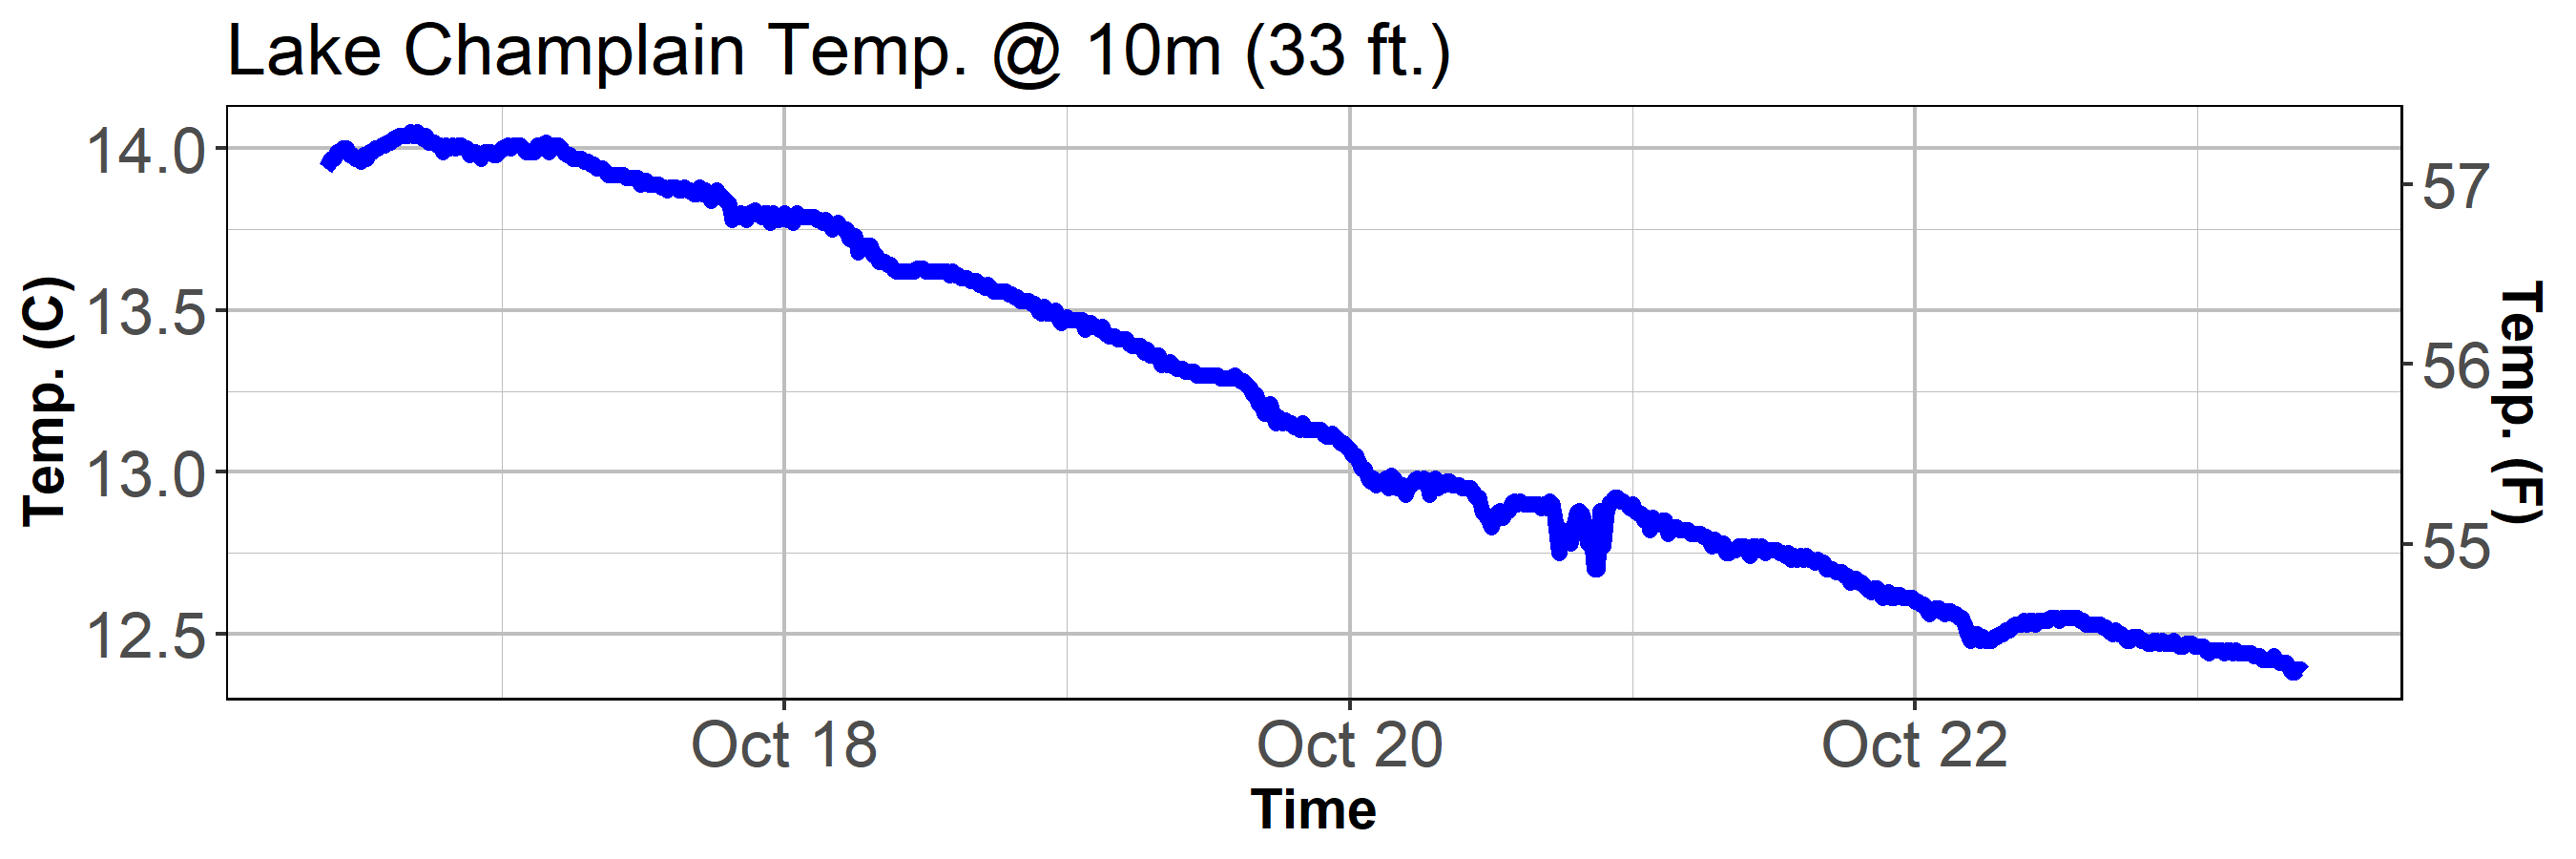 Lake Champlain Temp. @ 10m (33 ft.)
Temp. (C)
14.0
13.5
13.0
12.5
57
56
55
Temp. (F)
Oct 18
Oct 20
Oct 22
Time